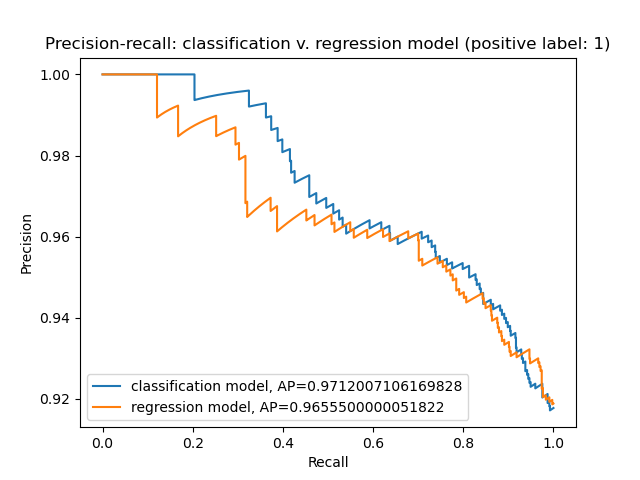 Precision-recall: classification v. regression model (positive label: 1)
1.00
0.98
0.96
0.94
0.92
Precision
classification model, AP=0.9712007106169828
regression model, AP=0.9655500000051822
0.0 0.2 0.4 0.6 0.8 1.0
Recall